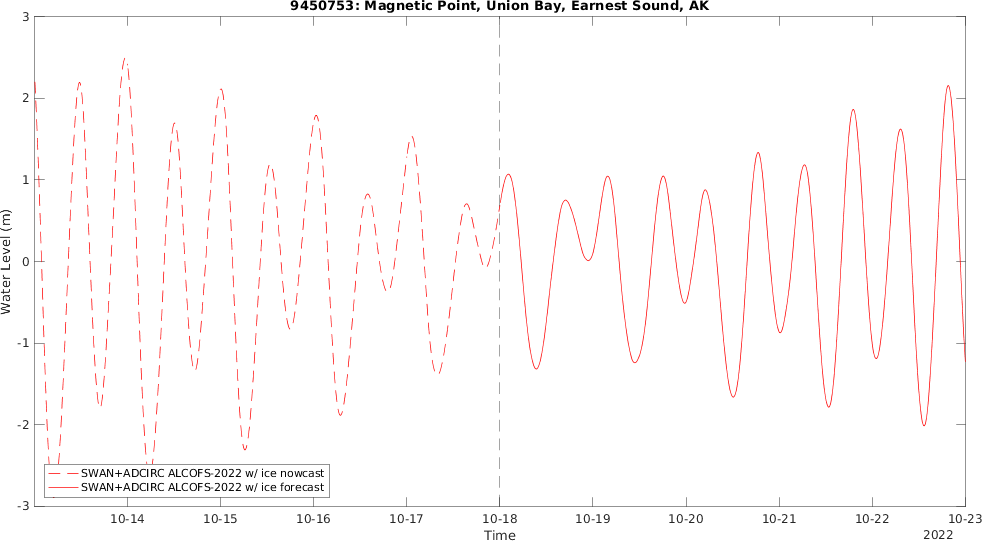 9450753: Magnetic Point, Union Bay, Earnest Sound, AK
3
2
1
0
-1
-2
-3
Water Level (m)
SWAN+ADCIRC ALCOFS-2022 w/ ice nowcast
SWAN+ADCIRC ALCOFS-2022 w/ ice forecast
10-14 10-15 10-16 10-17 10-18 10-19 10-20 10-21 10-22 10-23
Time
2022